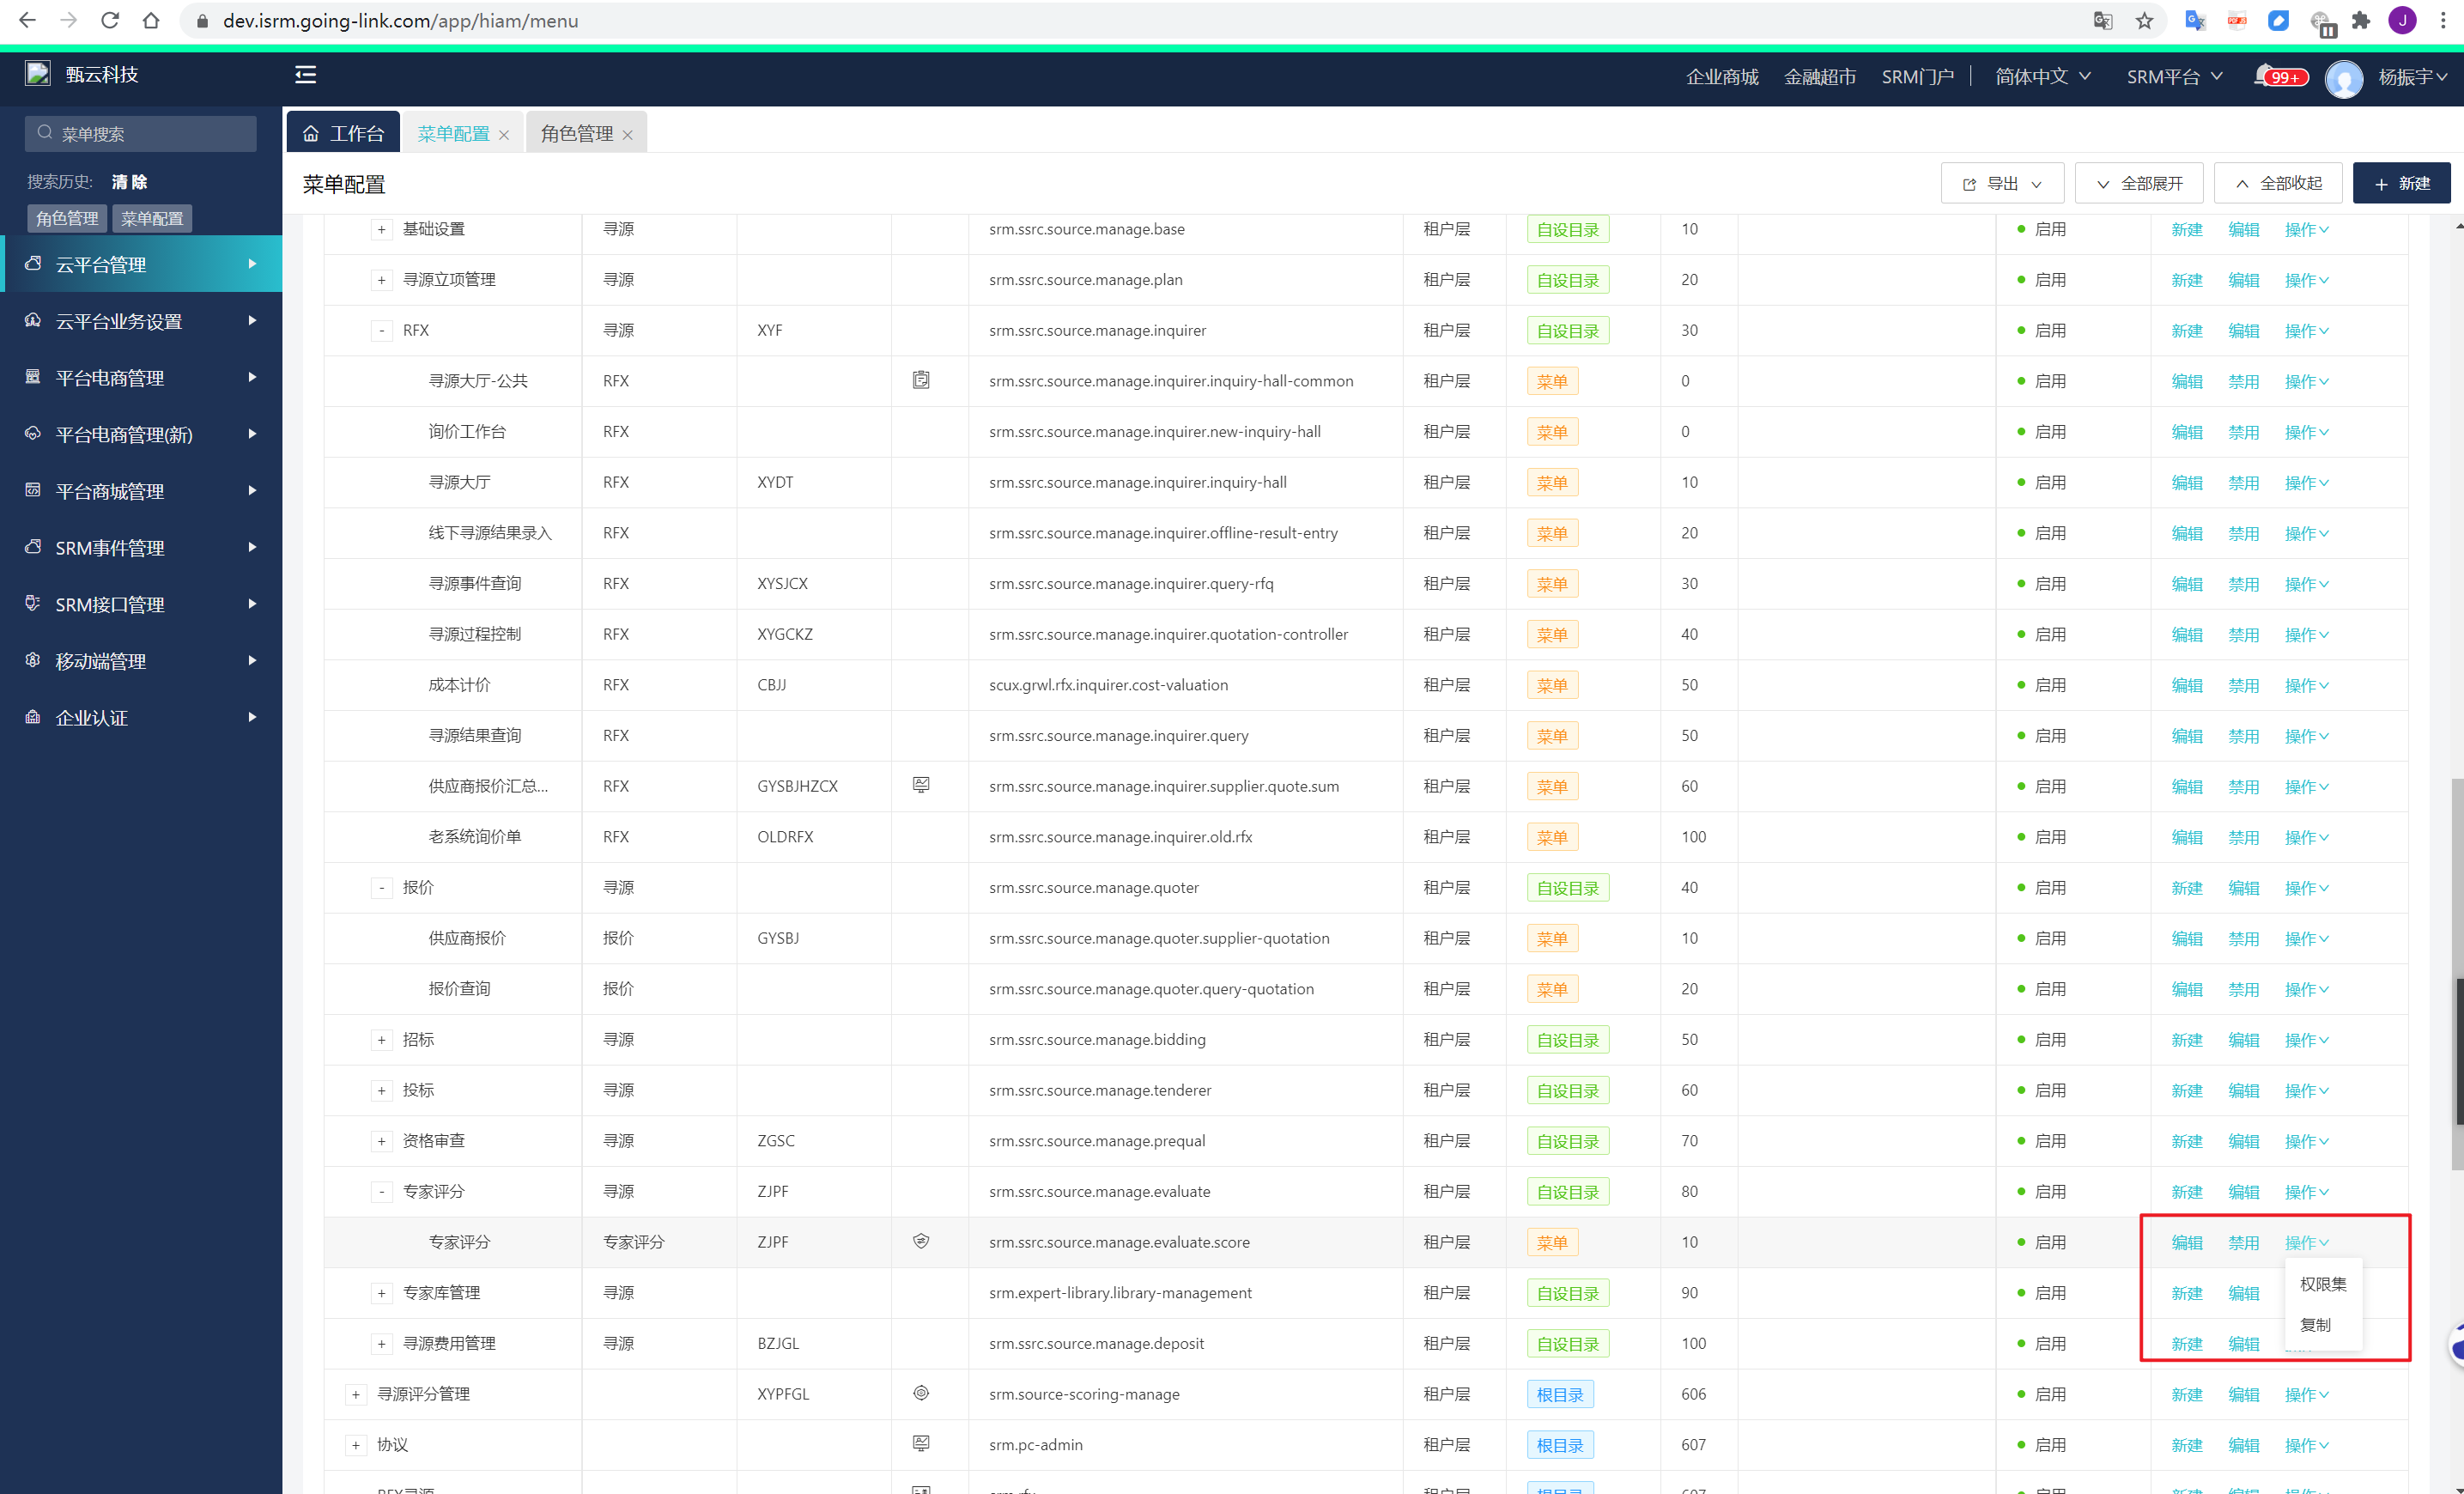 dev.isrm.going-link.com/app/hiam/menu
J
甄云科技 企业商城 金融超市 SRM门户 简体中文 SRM平台 99+ 杨振宇
菜单搜索
搜索历史: 清 除
角色管理 菜单配置
云平台管理
云平台业务设置
平台电商管理
平台电商管理(新)
平台商城管理
SRM事件管理
SRM接口管理
移动端管理
企业认证
工作台 菜单配置 角色管理
菜单配置 导出 全部展开 全部收起 + 新建
+ 基础设置 寻源 srm.ssrc.source.manage.base 租户层 自设目录 10 启用 新建 编辑 操作
+ 寻源立项管理 寻源 srm.ssrc.source.manage.plan 租户层 自设目录 20 启用 新建 编辑 操作
- RFX 寻源 XYF srm.ssrc.source.manage.inquirer 租户层 自设目录 30 启用 新建 编辑 操作
寻源大厅-公共 RFX srm.ssrc.source.manage.inquirer.inquiry-hall-common 租户层 菜单 0 启用 编辑 禁用 操作
询价工作台 RFX srm.ssrc.source.manage.inquirer.new-inquiry-hall 租户层 菜单 0 启用 编辑 禁用 操作
寻源大厅 RFX XYDT srm.ssrc.source.manage.inquirer.inquiry-hall 租户层 菜单 10 启用 编辑 禁用 操作
线下寻源结果录入 RFX srm.ssrc.source.manage.inquirer.offline-result-entry 租户层 菜单 20 启用 编辑 禁用 操作
寻源事件查询 RFX XYSJCX srm.ssrc.source.manage.inquirer.query-rfq 租户层 菜单 30 启用 编辑 禁用 操作
寻源过程控制 RFX XYGCKZ srm.ssrc.source.manage.inquirer.quotation-controller 租户层 菜单 40 启用 编辑 禁用 操作
成本计价 RFX CBJJ scux.grwl.rfx.inquirer.cost-valuation 租户层 菜单 50 启用 编辑 禁用 操作
寻源结果查询 RFX srm.ssrc.source.manage.inquirer.query 租户层 菜单 50 启用 编辑 禁用 操作
供应商报价汇总... RFX GYSBJHZCX srm.ssrc.source.manage.inquirer.supplier.quote.sum 租户层 菜单 60 启用 编辑 禁用 操作
老系统询价单 RFX OLDRFX srm.ssrc.source.manage.inquirer.old.rfx 租户层 菜单 100 启用 编辑 禁用 操作
- 报价 寻源 srm.ssrc.source.manage.quoter 租户层 自设目录 40 启用 新建 编辑 操作
供应商报价 报价 GYSBJ srm.ssrc.source.manage.quoter.supplier-quotation 租户层 菜单 10 启用 编辑 禁用 操作
报价查询 报价 srm.ssrc.source.manage.quoter.query-quotation 租户层 菜单 20 启用 编辑 禁用 操作
+ 招标 寻源 srm.ssrc.source.manage.bidding 租户层 自设目录 50 启用 新建 编辑 操作
+ 投标 寻源 srm.ssrc.source.manage.tenderer 租户层 自设目录 60 启用 新建 编辑 操作
+ 资格审查 寻源 ZGSC srm.ssrc.source.manage.prequal 租户层 自设目录 70 启用 新建 编辑 操作
- 专家评分 寻源 ZJPF srm.ssrc.source.manage.evaluate 租户层 自设目录 80 启用 新建 编辑 操作
专家评分 专家评分 ZJPF srm.ssrc.source.manage.evaluate.score 租户层 菜单 10 启用 编辑 禁用 操作
+ 专家库管理 寻源 srm.expert-library.library-management 租户层 自设目录 90 启用 新建 编辑 权限集
+ 寻源费用管理 寻源 BZJGL srm.ssrc.source.manage.deposit 租户层 自设目录 100 启用 新建 编辑 复制
+ 寻源评分管理 XYPFGL srm.source-scoring-manage 租户层 根目录 606 启用 新建 编辑 操作
+ 协议 srm.pc-admin 租户层 根目录 607 启用 新建 编辑 操作